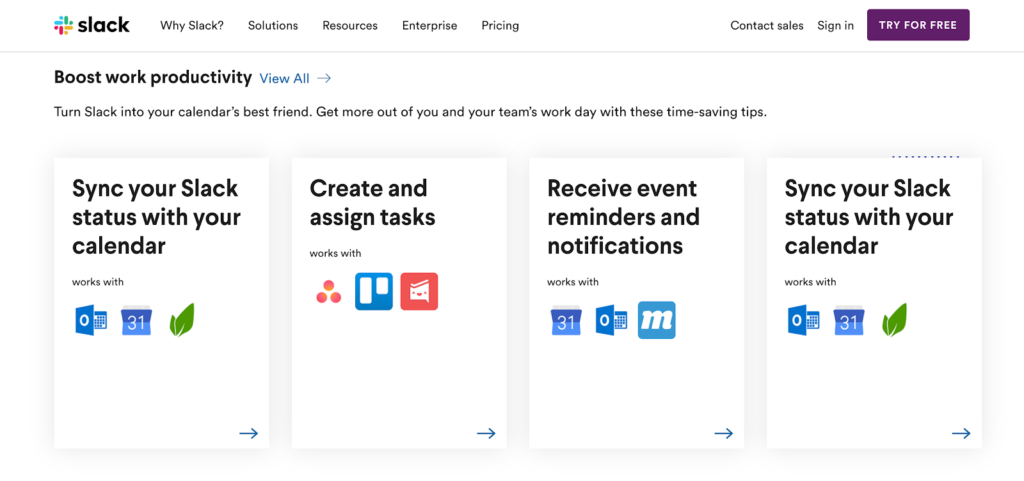 slack Why Slack? Solutions Resources Enterprise Pricing Contact sales Sign in TRY FOR FREE
Boost work productivity View All →
Turn Slack into your calendar’s best friend. Get more out of you and your team’s work day with these time-saving tips.
Sync your Slack
status with your
calendar
works with
O 31
Create and
assign tasks
works with
Receive event
reminders and
notifications
works with
31 O m
Sync your Slack
status with your
calendar
works with
O 31